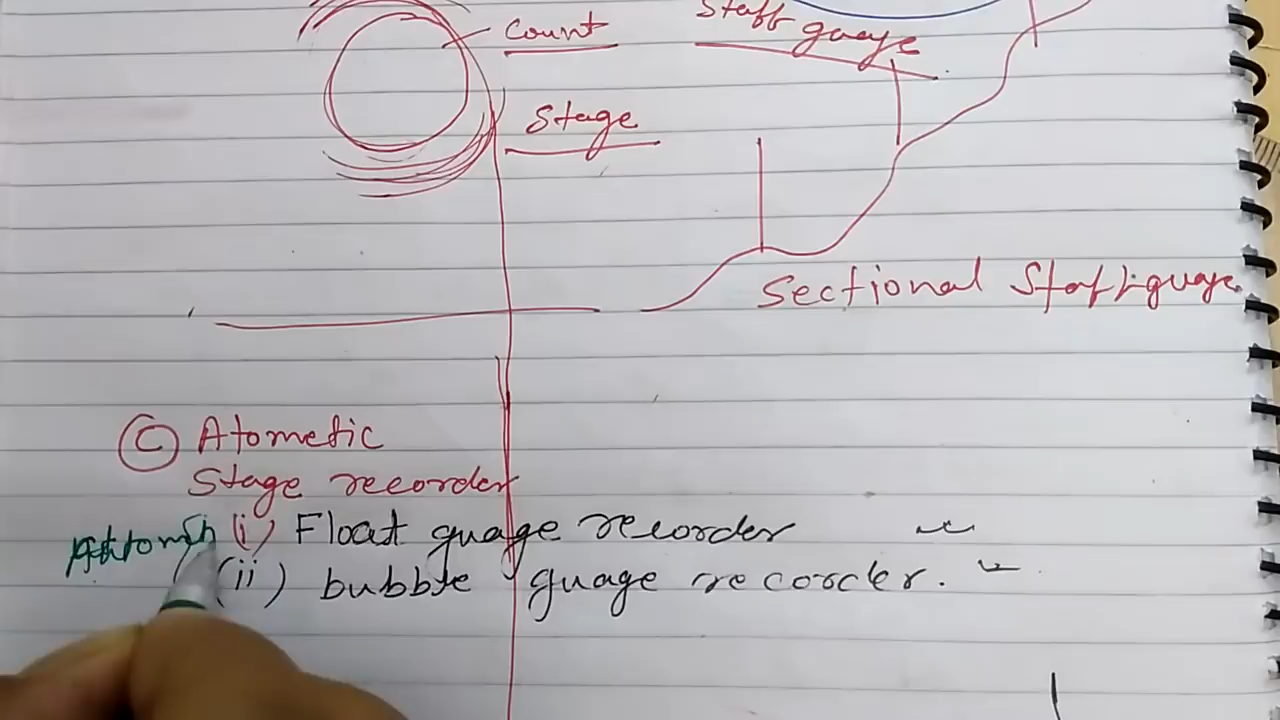 Count
Staff guage
Stage
Sectional Staff guage
C Atometic
Stage recorder
(i) Float guage recorder
(ii) bubble guage recorder.